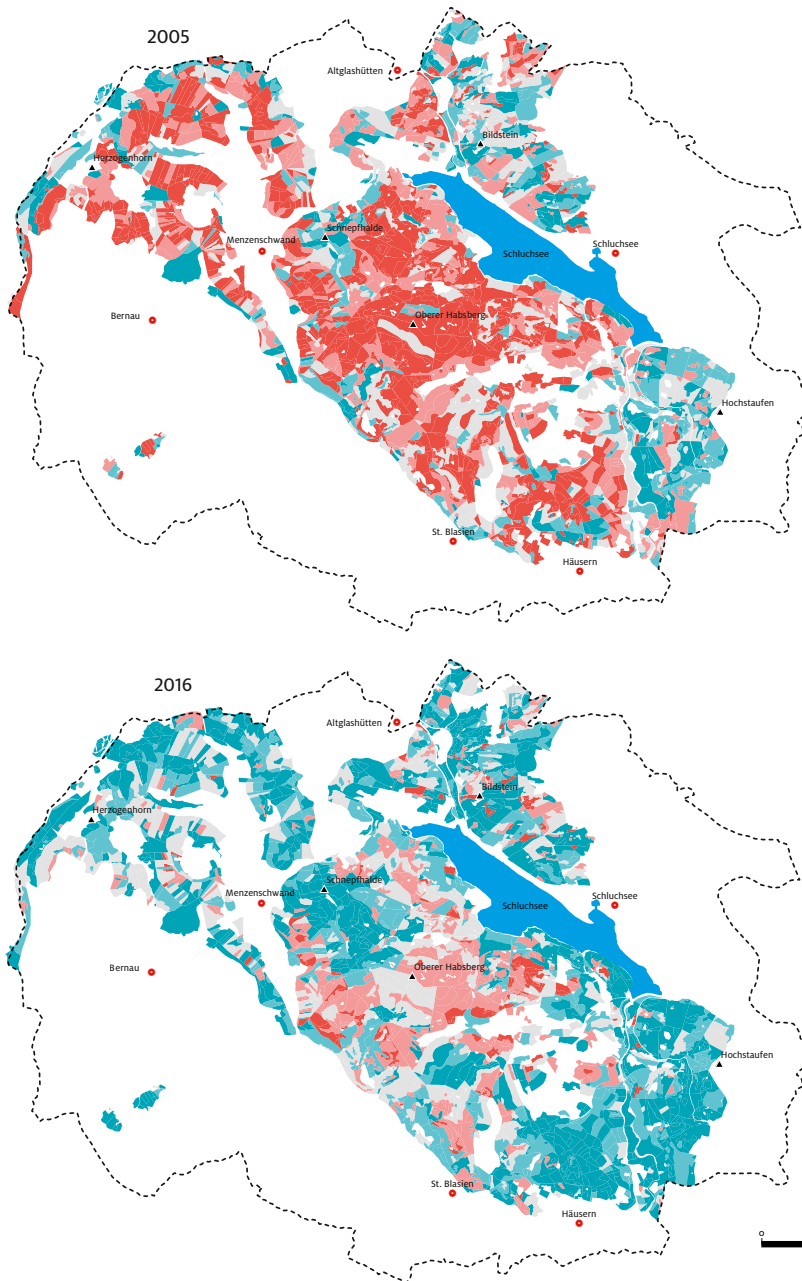 2005
Altglashütten
Bildstein
Herzogenhorn
Schnepfhalde
Menzenschwand
Schluchsee
Schluchsee
Bernau
Oberer Habsberg
Hochstaufen
St. Blasien
Häusern
2016
Altglashütten
Bildstein
Herzogenhorn
Schnepfhalde
Menzenschwand
Schluchsee
Schluchsee
Bernau
Oberer Habsberg
Hochstaufen
St. Blasien
Häusern
0